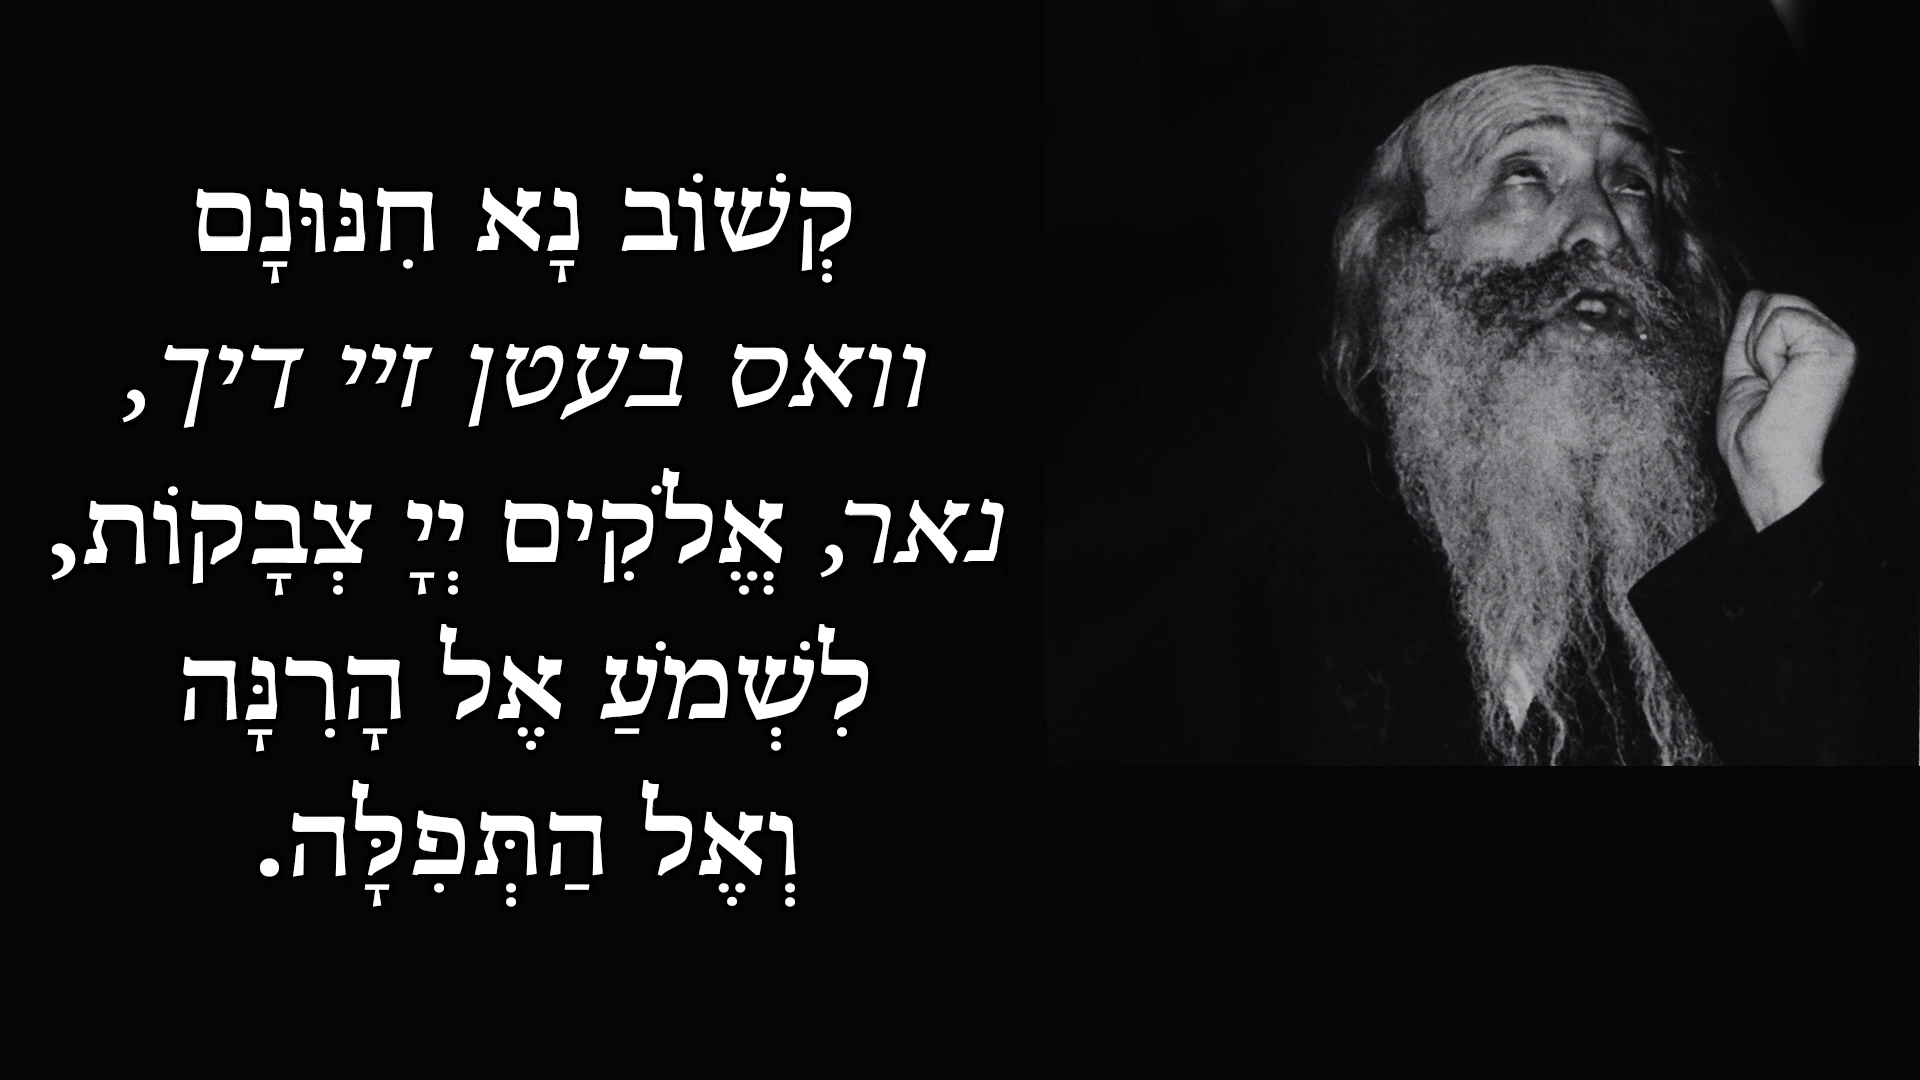 קְשׁוֹב נָא חִנּוּנָם
וואס בעטן זיי דיך,
נאר, אֱלֹקִים יְיָ צְבָקוֹת,
לִשְׁמֹעַ אֶל הָרִנָּה
וְאֶל הַתְּפִלָּה.